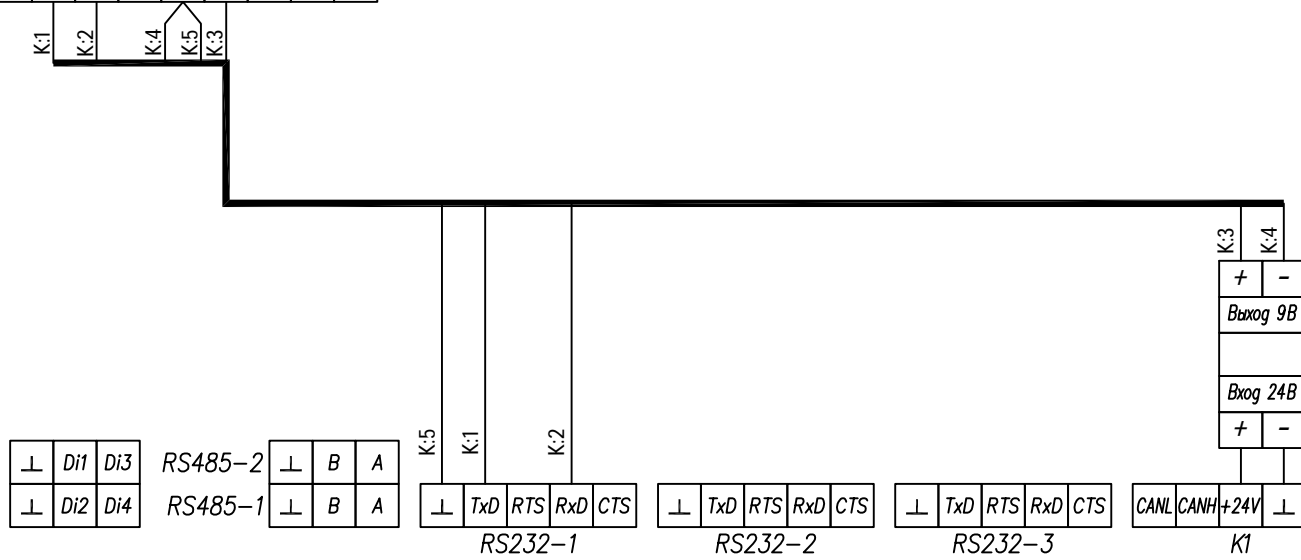 K:1 K:2 K:4 K:5 K:3
K:3 K:4
+ -
Выход 9В
Вход 24В
+ -
K:5 K:1 K:2
⊥ Di1 Di3 RS485-2 ⊥ B A
⊥ Di2 Di4 RS485-1 ⊥ B A
⊥ TxD RTS RxD CTS ⊥ TxD RTS RxD CTS ⊥ TxD RTS RxD CTS CANL CANH +24V ⊥
RS232-1 RS232-2 RS232-3 K1